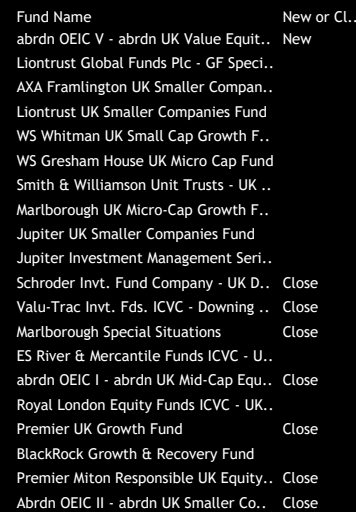 Fund Name New or Cl..
abrdn OEIC V - abrdn UK Value Equit.. New
Liontrust Global Funds Plc - GF Speci..
AXA Framlington UK Smaller Compan..
Liontrust UK Smaller Companies Fund
WS Whitman UK Small Cap Growth F..
WS Gresham House UK Micro Cap Fund
Smith & Williamson Unit Trusts - UK ..
Marlborough UK Micro-Cap Growth F..
Jupiter UK Smaller Companies Fund
Jupiter Investment Management Seri..
Schroder Invt. Fund Company - UK D.. Close
Valu-Trac Invt. Fds. ICVC - Downing .. Close
Marlborough Special Situations Close
ES River & Mercantile Funds ICVC - U..
abrdn OEIC I - abrdn UK Mid-Cap Equ.. Close
Royal London Equity Funds ICVC - UK..
Premier UK Growth Fund Close
BlackRock Growth & Recovery Fund
Premier Miton Responsible UK Equity.. Close
Abrdn OEIC II - abrdn UK Smaller Co.. Close